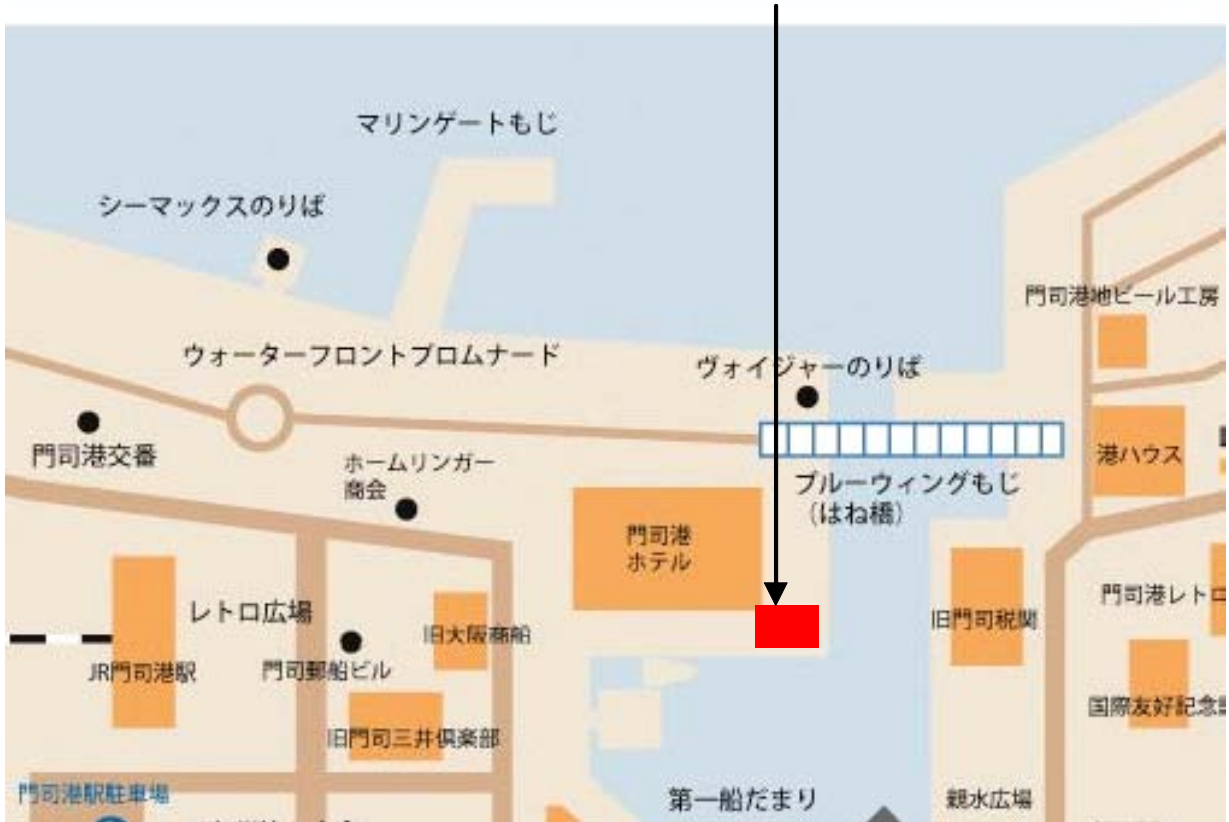 マリンゲートもじ
シーマックスのりば
門司港地ビール工房
ウォーターフロントプロムナード
ヴォイジャーのりば
門司港交番
ホームリンガー
商会
港ハウス
ブルーウィングもじ
（はね橋）
門司港
ホテル
レトロ広場
旧大阪商船
旧門司税関
門司港レトロ
JR門司港駅
門司郵船ビル
国際友好記念
旧門司三井倶楽部
門司港駅駐車場
第一船だまり
親水広場